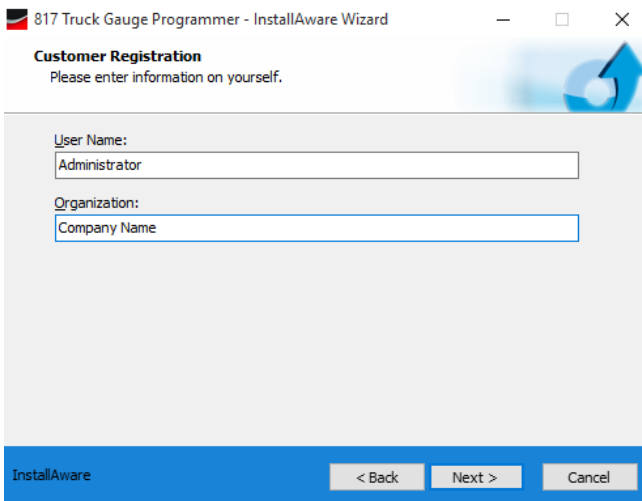 817 Truck Gauge Programmer - InstallAware Wizard
Customer Registration
Please enter information on yourself.
User Name:
Administrator
Organization:
Company Name
InstallAware
< Back
Next >
Cancel